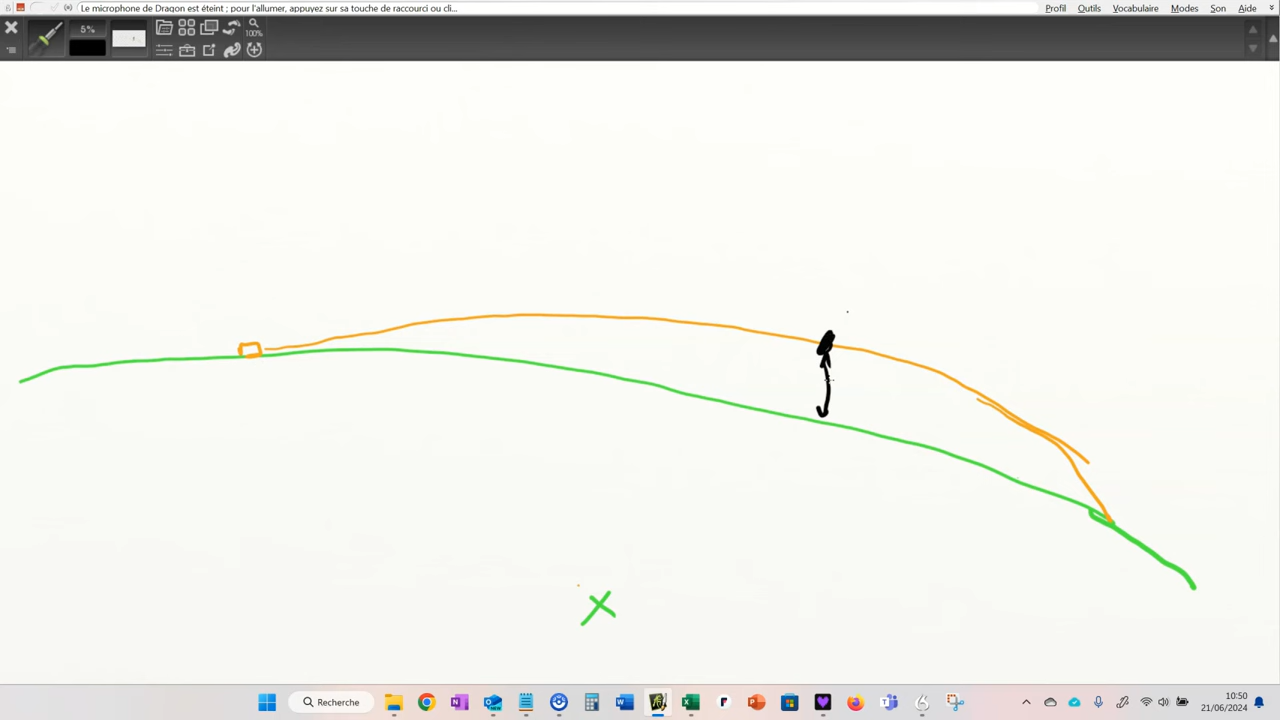 Le microphone de Dragon est éteint ; pour l'allumer, appuyez sur sa touche de raccourci ou cli...
Profil Outils Vocabulaire Modes Son Aide
5%
100%
Recherche
10:50
21/06/2024